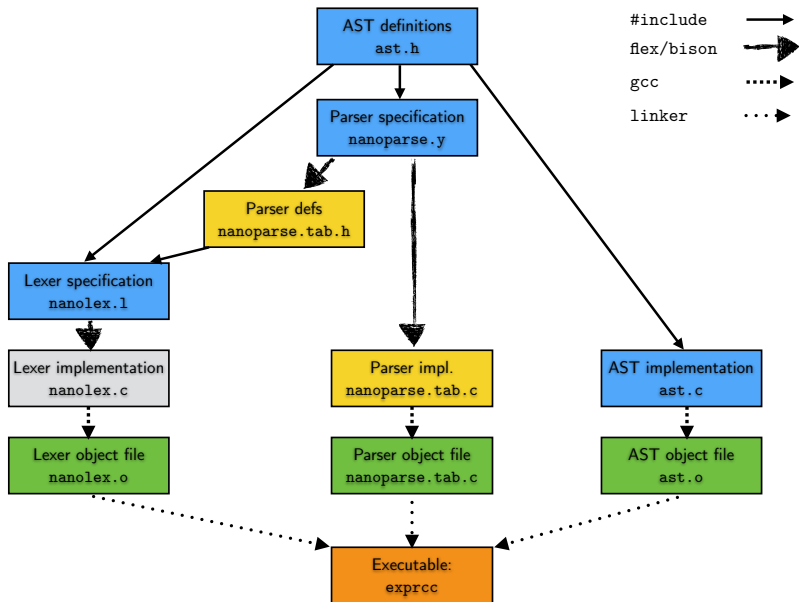 AST definitions
ast.h
#include
flex/bison
gcc
linker
Parser specification
nanoparse.y
Parser defs
nanoparse.tab.h
Lexer specification
nanolex.l
Lexer implementation
nanolex.c
Parser impl.
nanoparse.tab.c
AST implementation
ast.c
Lexer object file
nanolex.o
Parser object file
nanoparse.tab.c
AST object file
ast.o
Executable:
exprcc